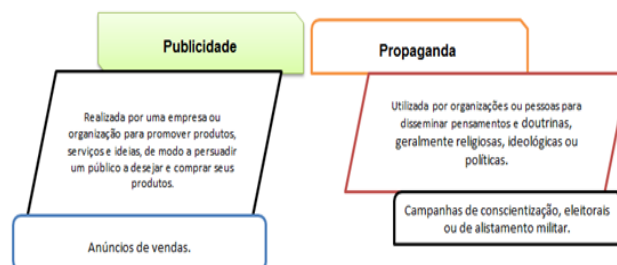 Publicidade
Realizada por uma empresa ou
organização para promover produtos,
serviços e ideias, de modo a persuadir
um público a desejar e comprar seus
produtos.
Anúncios de vendas.
Propaganda
Utilizada por organizações ou pessoas para
disseminar pensamentos e doutrinas,
geralmente religiosas, ideológicas ou
políticas.
Campanhas de conscientização, eleitorais
ou de alistamento militar.